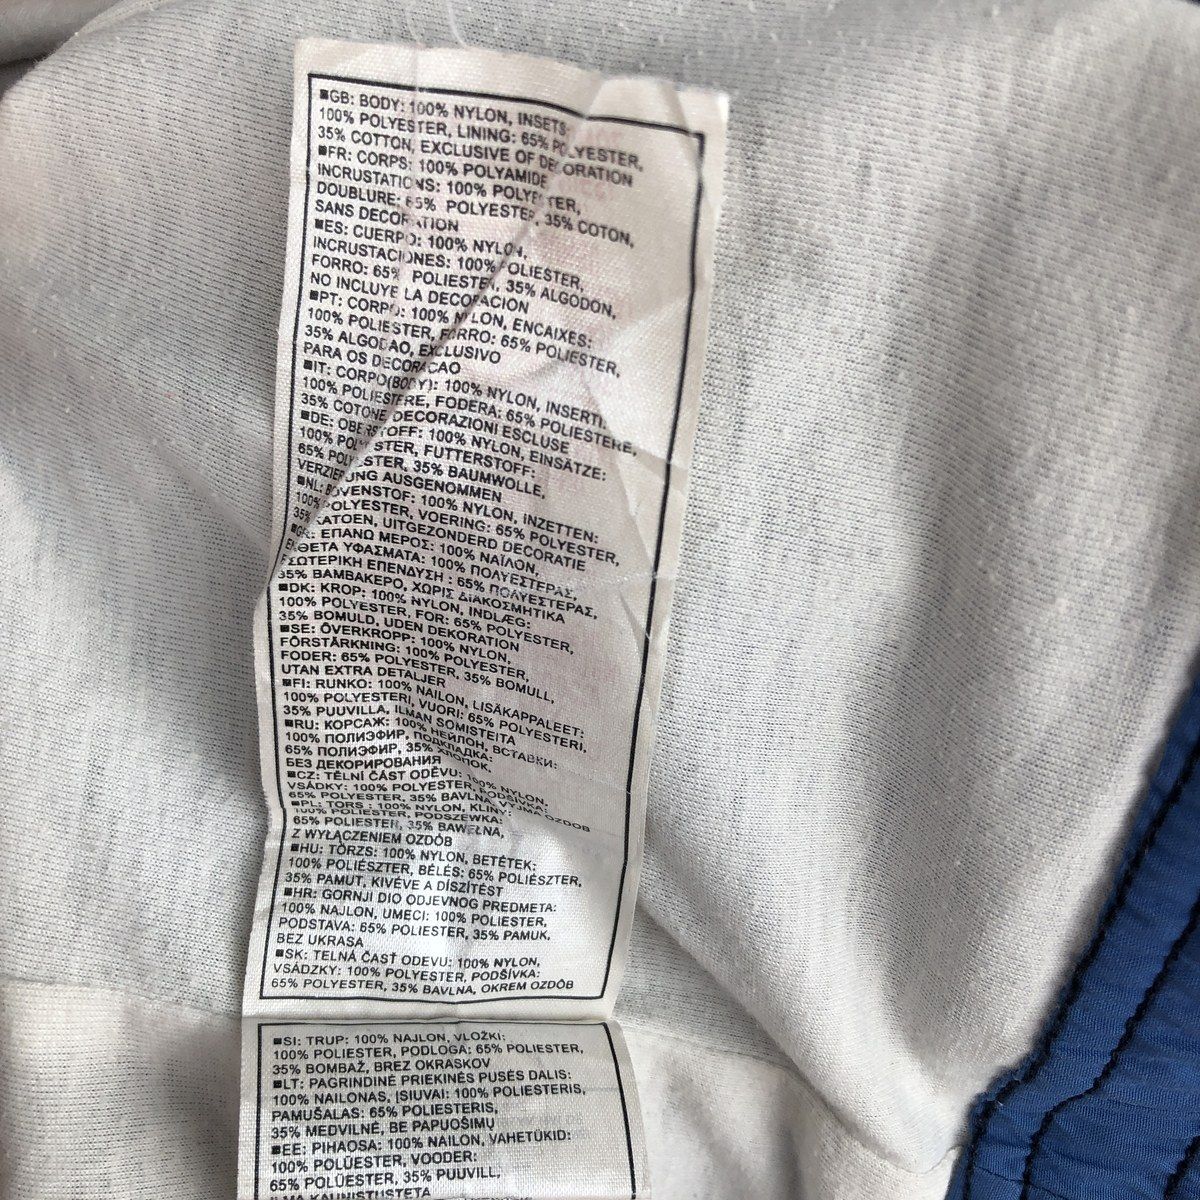 ■GB: BODY: 100% NYLON, INSETS:
100% POLYESTER, LINING: 65% POLYESTER,
35% COTTON, EXCLUSIVE OF DECORATION
■FR: CORPS: 100% POLYAMIDE
INCRUSTATIONS: 100% POLYESTER,
DOUBLURE: 65% POLYESTER, 35% COTON,
SANS DECORATION
■ES: CUERPO: 100% NYLON,
INCRUSTACIONES: 100% POLIESTER,
FORRO: 65% POLIESTER, 35% ALGODON,
NO INCLUYE LA DECORACION
■PT: CORPO: 100% NYLON, ENCAIXES:
100% POLIESTER, FORRO: 65% POLIESTER,
35% ALGODAO, EXCLUSIVO
PARA OS DECORACAO
■IT: CORPO(BODY): 100% NYLON, INSERTI:
100% POLIESTERE, FODERA: 65% POLIESTERE,
35% COTONE DECORAZIONI ESCLUSE
■DE: OBERSTOFF: 100% NYLON, EINSÄTZE:
100% POLYESTER, FUTTERSTOFF:
65% POLYESTER, 35% BAUMWOLLE,
VERZIERUNG AUSGENOMMEN
■NL: BOVENSTOF: 100% NYLON, INZETTEN:
100% POLYESTER, VOERING: 65% POLYESTER,
35% KATOEN, UITGEZONDERD DECORATIE
■GR: ΕΠΑΝΩ ΜΕΡΟΣ: 100% ΝΑΪΛΟΝ,
ΕΝΘΕΤΑ ΥΦΑΣΜΑΤΑ: 100% ΠΟΛΥΕΣΤΕΡΑΣ,
ΕΣΩΤΕΡΙΚΗ ΕΠΕΝΔΥΣΗ : 65% ΠΟΛΥΕΣΤΕΡΑΣ,
35% ΒΑΜΒΑΚΕΡΟ, ΧΩΡΙΣ ΔΙΑΚΟΣΜΗΤΙΚΑ
■DK: KROP: 100% NYLON, INDLÆG:
100% POLYESTER, FOR: 65% POLYESTER,
35% BOMULD, UDEN DEKORATION
■SE: ÖVERKROPP: 100% NYLON,
FÖRSTÄRKNING: 100% POLYESTER,
FODER: 65% POLYESTER, 35% BOMULL,
UTAN EXTRA DETALJER
■FI: RUNKO: 100% NAILON, LISÄKAPPALEET:
100% POLYESTERI, VUORI: 65% POLYESTERI,
35% PUUVILLA, ILMAN SOMISTEITA
■RU: КОРСАЖ: 100% НЕЙЛОН, ВСТАВКИ:
100% ПОЛИЭФИР, ПОДКЛАДКА:
65% ПОЛИЭФИР, 35% ХЛОПОК,
БЕЗ ДЕКОРИРОВАНИЯ
■CZ: TĚLNÍ ČÁST ODĚVU: 100% NYLON,
VSÁDKY: 100% POLYESTER, PODŠÍVKA:
65% POLYESTER, 35% BAVLNA, VYJMA OZDOB
■PL: TORS : 100% NYLON, KLINY:
100% POLIESTER, PODSZEWKA:
65% POLIESTER, 35% BAWEŁNA,
Z WYŁĄCZENIEM OZDÓB
■HU: TÖRZS: 100% NYLON, BETÉTEK:
100% POLIÉSZTER, BÉLÉS: 65% POLIÉSZTER,
35% PAMUT, KIVÉVE A DÍSZÍTÉST
■HR: GORNJI DIO ODJEVNOG PREDMETA:
100% NAJLON, UMECI: 100% POLIESTER,
PODSTAVA: 65% POLIESTER, 35% PAMUK,
BEZ UKRASA
■SK: TELNÁ ČASŤ ODEVU: 100% NYLON,
VSÁDZKY: 100% POLYESTER, PODŠÍVKA:
65% POLYESTER, 35% BAVLNA, OKREM OZDÔB
■SI: TRUP: 100% NAJLON, VLOŽKI:
100% POLIESTER, PODLOGA: 65% POLIESTER,
35% BOMBAŽ, BREZ OKRASKOV
■LT: PAGRINDINĖ PRIEKINĖS PUSĖS DALIS:
100% NAILONAS, ĮSIUVAI: 100% POLIESTERIS,
PAMUŠALAS: 65% POLIESTERIS,
35% MEDVILNĖ, BE PAPUOŠIMŲ
■EE: PIHAOSA: 100% NAILON, VAHETÜKID:
100% POLÜESTER, VOODER:
65% POLÜESTER, 35% PUUVILL,
ILMA KAUNISTUSTETA